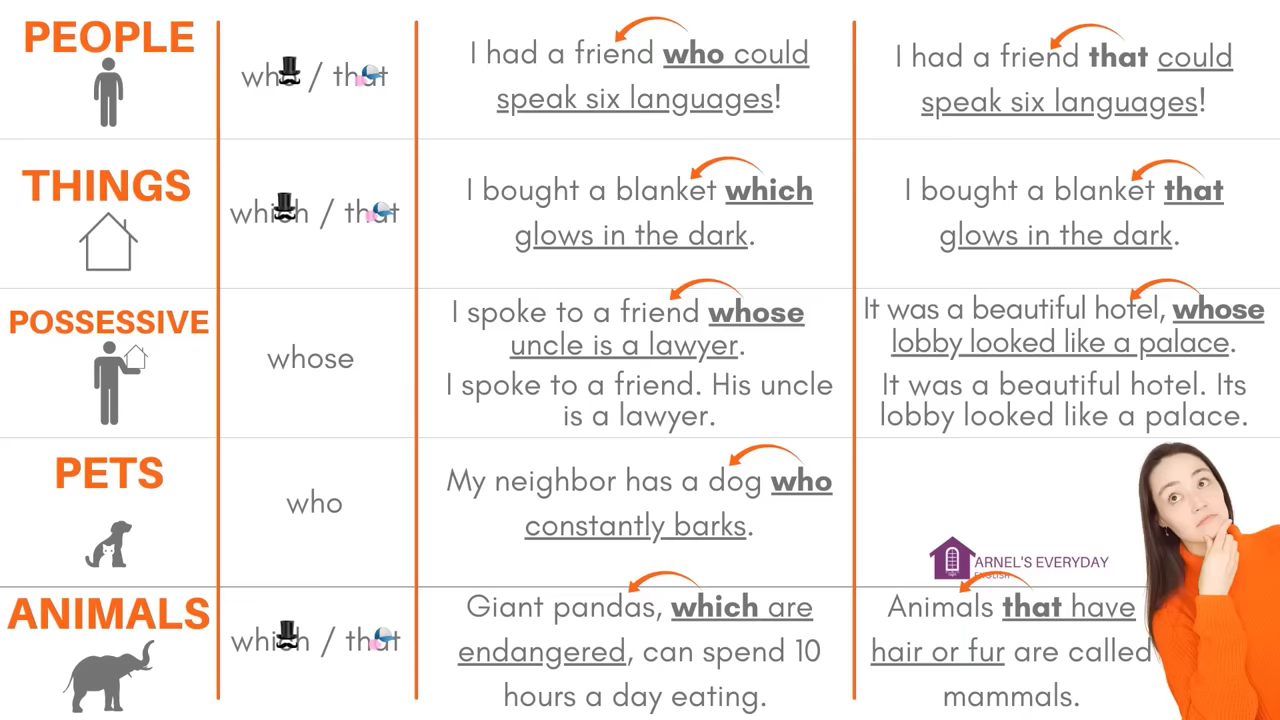 PEOPLE
who / that
I had a friend who could
speak six languages!
I had a friend that could
speak six languages!
THINGS
which / that
I bought a blanket which
glows in the dark.
I bought a blanket that
glows in the dark.
POSSESSIVE
whose
I spoke to a friend whose
uncle is a lawyer.
I spoke to a friend. His uncle
is a lawyer.
It was a beautiful hotel, whose
lobby looked like a palace.
It was a beautiful hotel. Its
lobby looked like a palace.
PETS
who
My neighbor has a dog who
constantly barks.
ARNEL'S EVERYDAY
ENGLISH
ANIMALS
which / that
Giant pandas, which are
endangered, can spend 10
hours a day eating.
Animals that have
hair or fur are called
mammals.